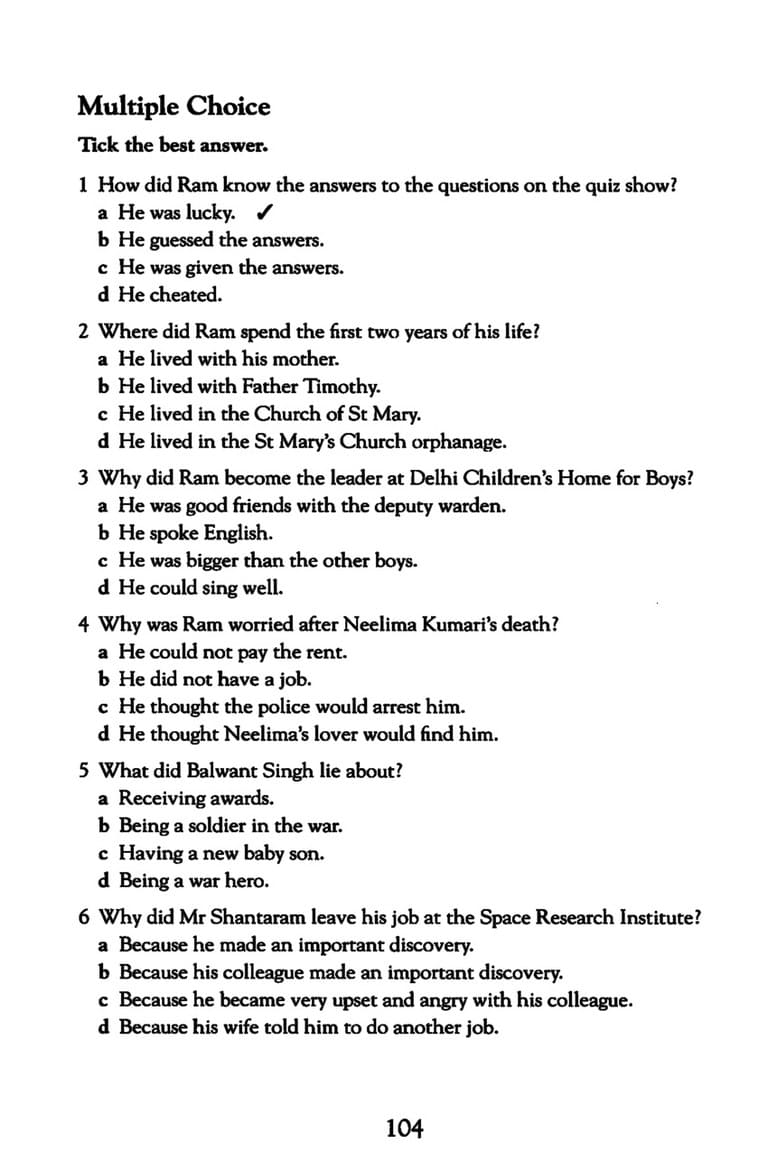 Multiple Choice
Tick the best answer.
1 How did Ram know the answers to the questions on the quiz show?
a He was lucky. ✓
b He guessed the answers.
c He was given the answers.
d He cheated.
2 Where did Ram spend the first two years of his life?
a He lived with his mother.
b He lived with Father Timothy.
c He lived in the Church of St Mary.
d He lived in the St Mary's Church orphanage.
3 Why did Ram become the leader at Delhi Children's Home for Boys?
a He was good friends with the deputy warden.
b He spoke English.
c He was bigger than the other boys.
d He could sing well.
4 Why was Ram worried after Neelima Kumari's death?
a He could not pay the rent.
b He did not have a job.
c He thought the police would arrest him.
d He thought Neelima's lover would find him.
5 What did Balwant Singh lie about?
a Receiving awards.
b Being a soldier in the war.
c Having a new baby son.
d Being a war hero.
6 Why did Mr Shantaram leave his job at the Space Research Institute?
a Because he made an important discovery.
b Because his colleague made an important discovery.
c Because he became very upset and angry with his colleague.
d Because his wife told him to do another job.
104